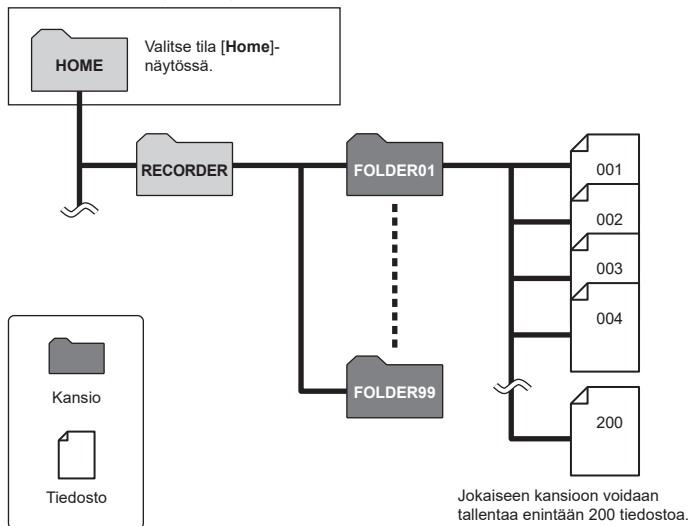 HOME
Valitse tila [Home]-
näytössä.
RECORDER
FOLDER01
001
002
003
004
FOLDER99
200
Kansio
Tiedosto
Jokaiseen kansioon voidaan
tallentaa enintään 200 tiedostoa.